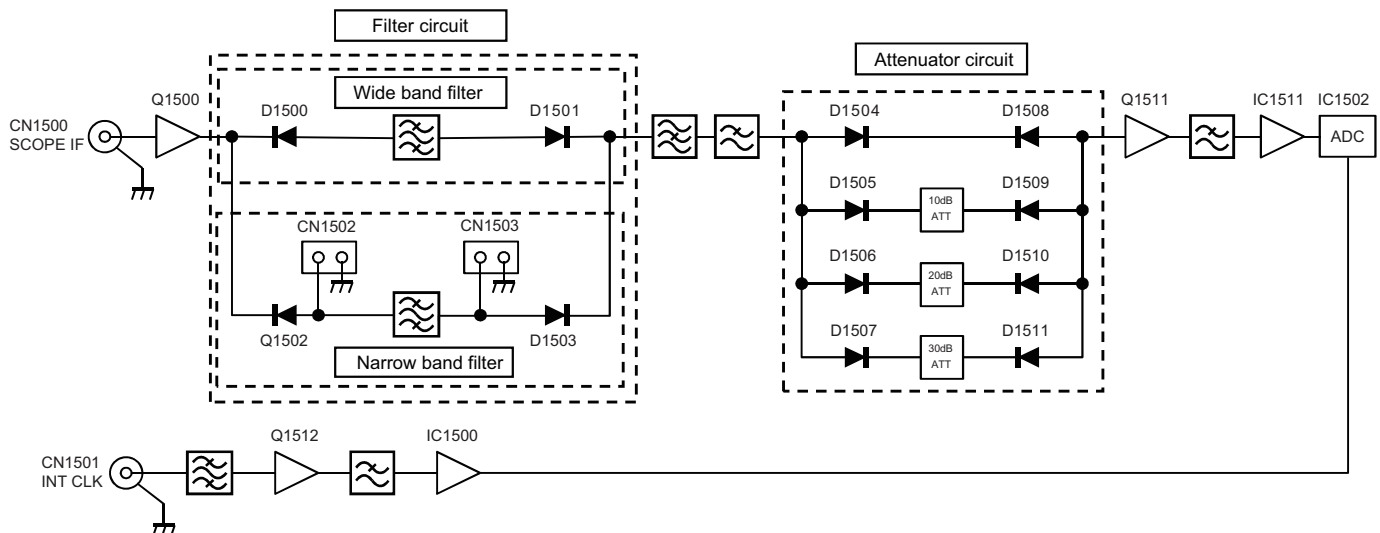 Filter circuit
Attenuator circuit
Wide band filter
Q1500
D1500
D1501
D1504
D1508
Q1511
IC1511
IC1502
CN1500
SCOPE IF
ADC
D1505
D1509
10dB
ATT
CN1502
CN1503
D1506
D1510
20dB
ATT
Q1502
D1503
D1507
D1511
30dB
ATT
Narrow band filter
Q1512
IC1500
CN1501
INT CLK